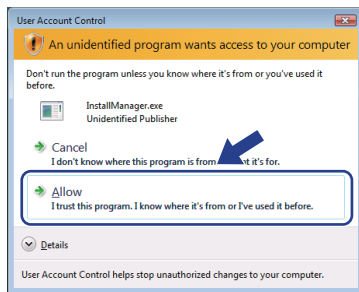 User Account Control
An unidentified program wants access to your computer
Don't run the program unless you know where it's from or you've used it
before.
InstallManager.exe
Unidentified Publisher
Cancel
I don't know where this program is from it's for.
Allow
I trust this program. I know where it's from or I've used it before.
Details
User Account Control helps stop unauthorized changes to your computer.